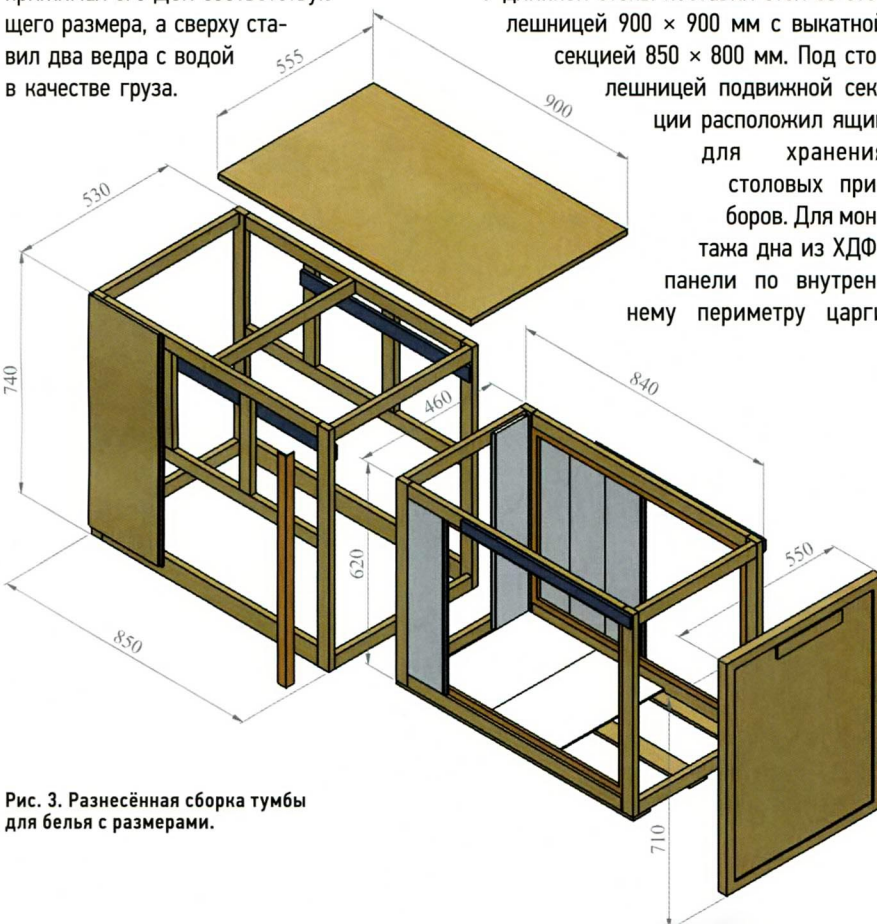 щего размера, а сверху ста-
вил два ведра с водой
в качестве груза.
лешницей 900 × 900 мм с выкатной
секцией 850 × 800 мм. Под сто-
лешницей подвижной сек-
ции расположил ящик
для хранения
столовых при-
боров. Для мон-
тажа дна из ХДФ-
панели по внутрен-
нему периметру царги
555
900
530
740
460
840
620
550
850
710
Рис. 3. Разнесённая сборка тумбы
для белья с размерами.